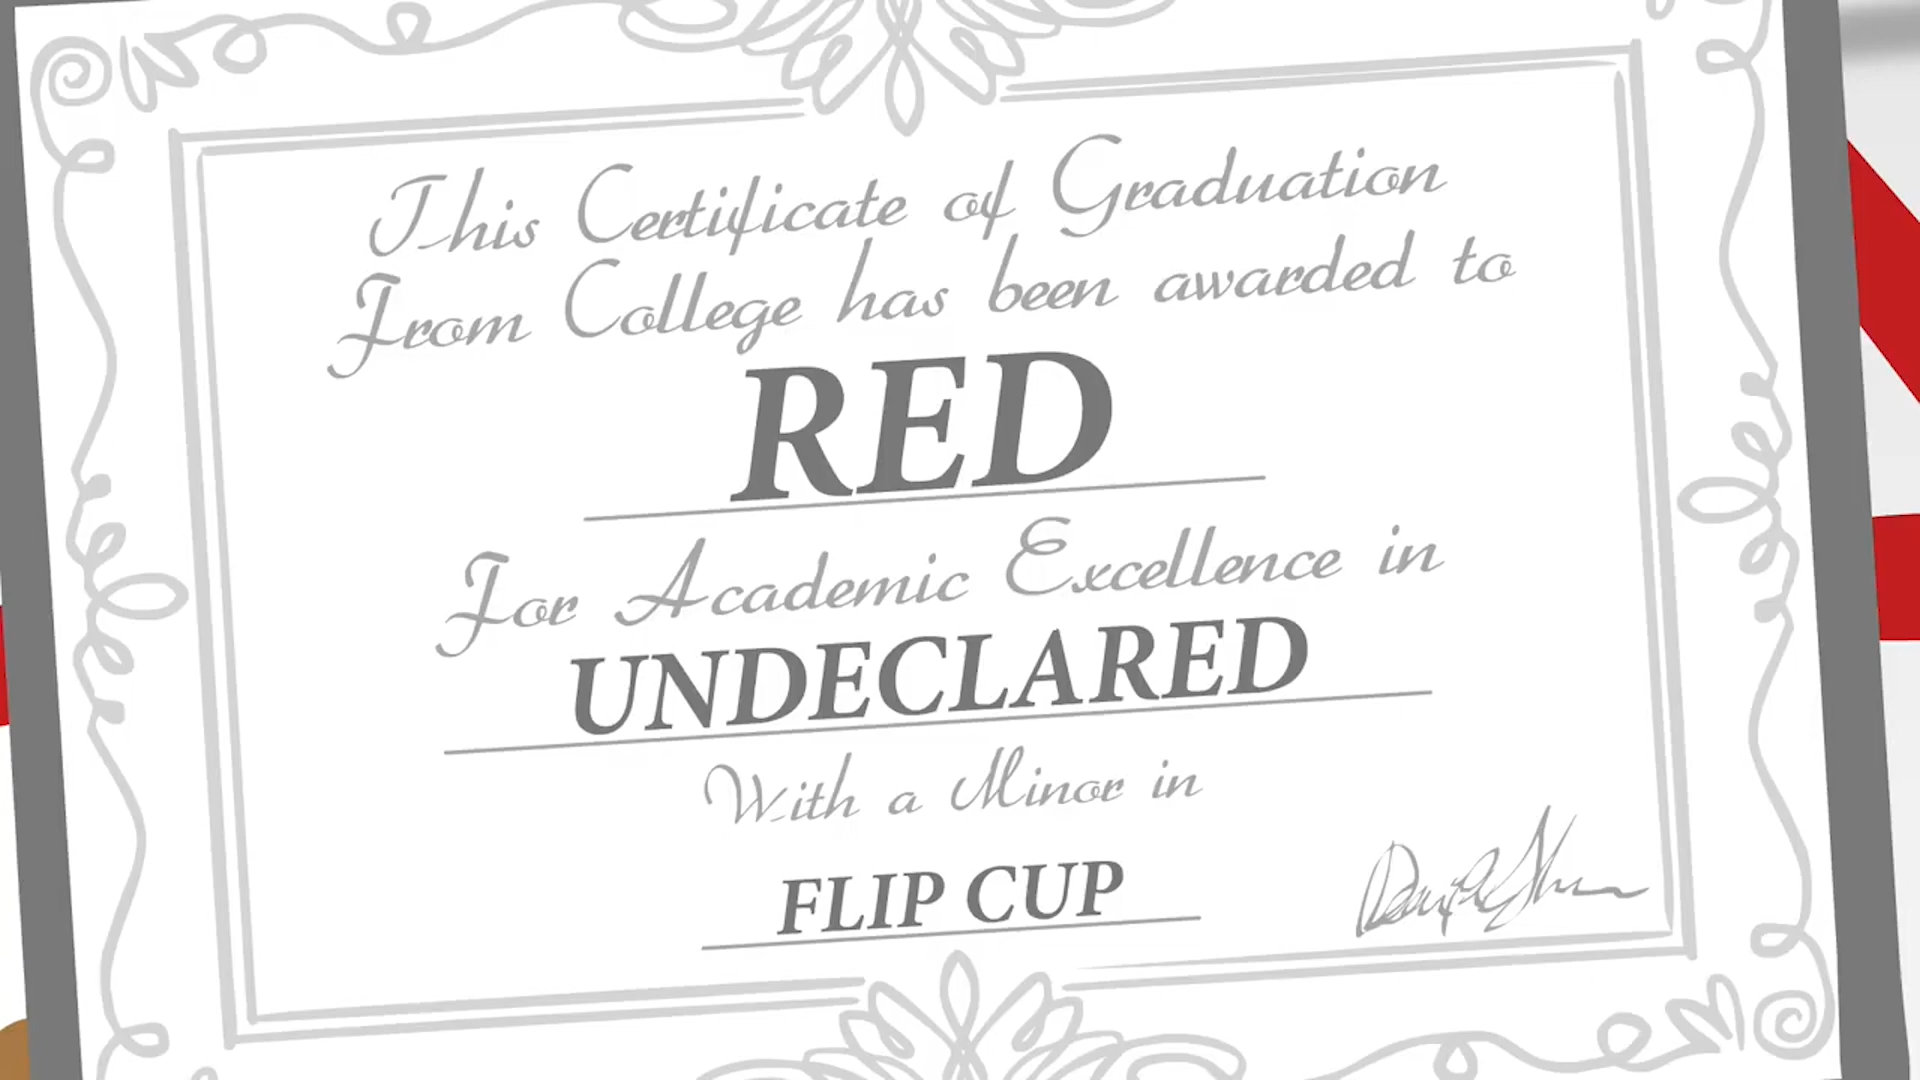 This Certificate of Graduation
From College has been awarded to
RED
For Academic Excellence in
UNDECLARED
With a Minor in
FLIP CUP